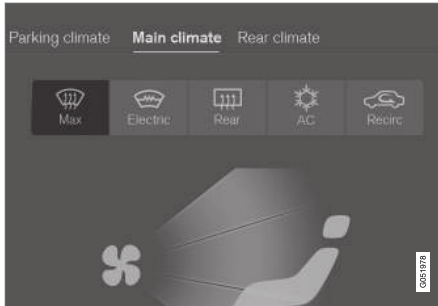 Parking climate Main climate Rear climate
Max Electric Rear AC Recirc
G051978